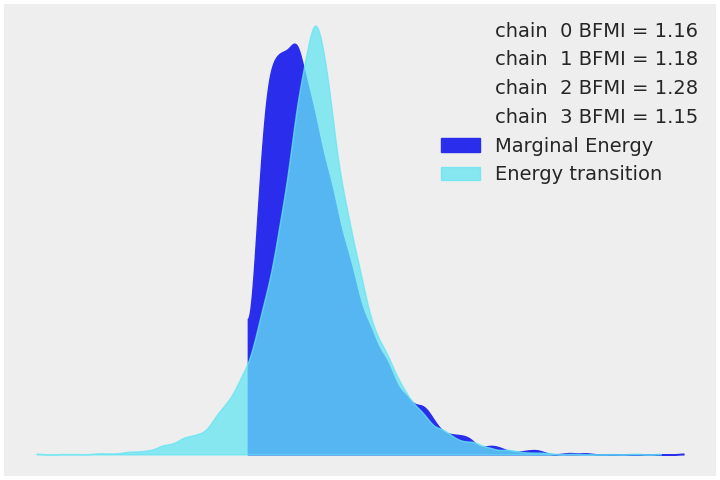 chain  0 BFMI = 1.16
chain  1 BFMI = 1.18
chain  2 BFMI = 1.28
chain  3 BFMI = 1.15
Marginal Energy
Energy transition